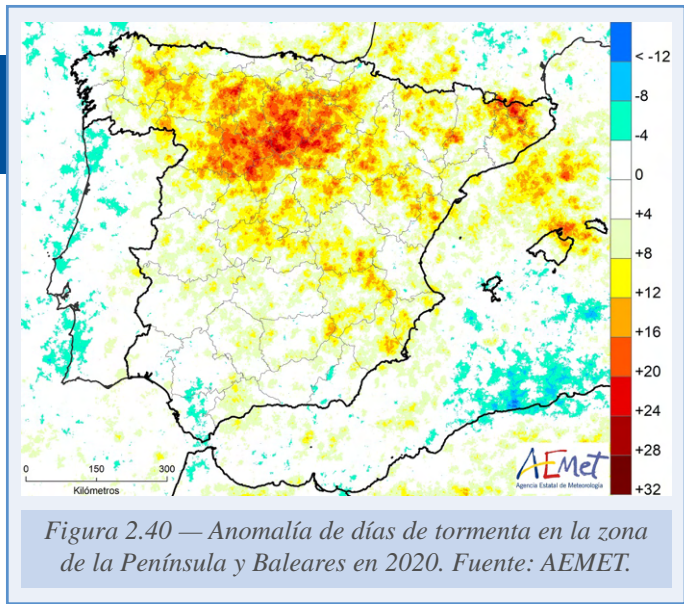 < -12
-8
-4
0
+4
+8
+12
+16
+20
+24
+28
+32
0 150 300
Kilómetros
AEMet
Agencia Estatal de Meteorología
Figura 2.40 — Anomalía de días de tormenta en la zona
de la Península y Baleares en 2020. Fuente: AEMET.